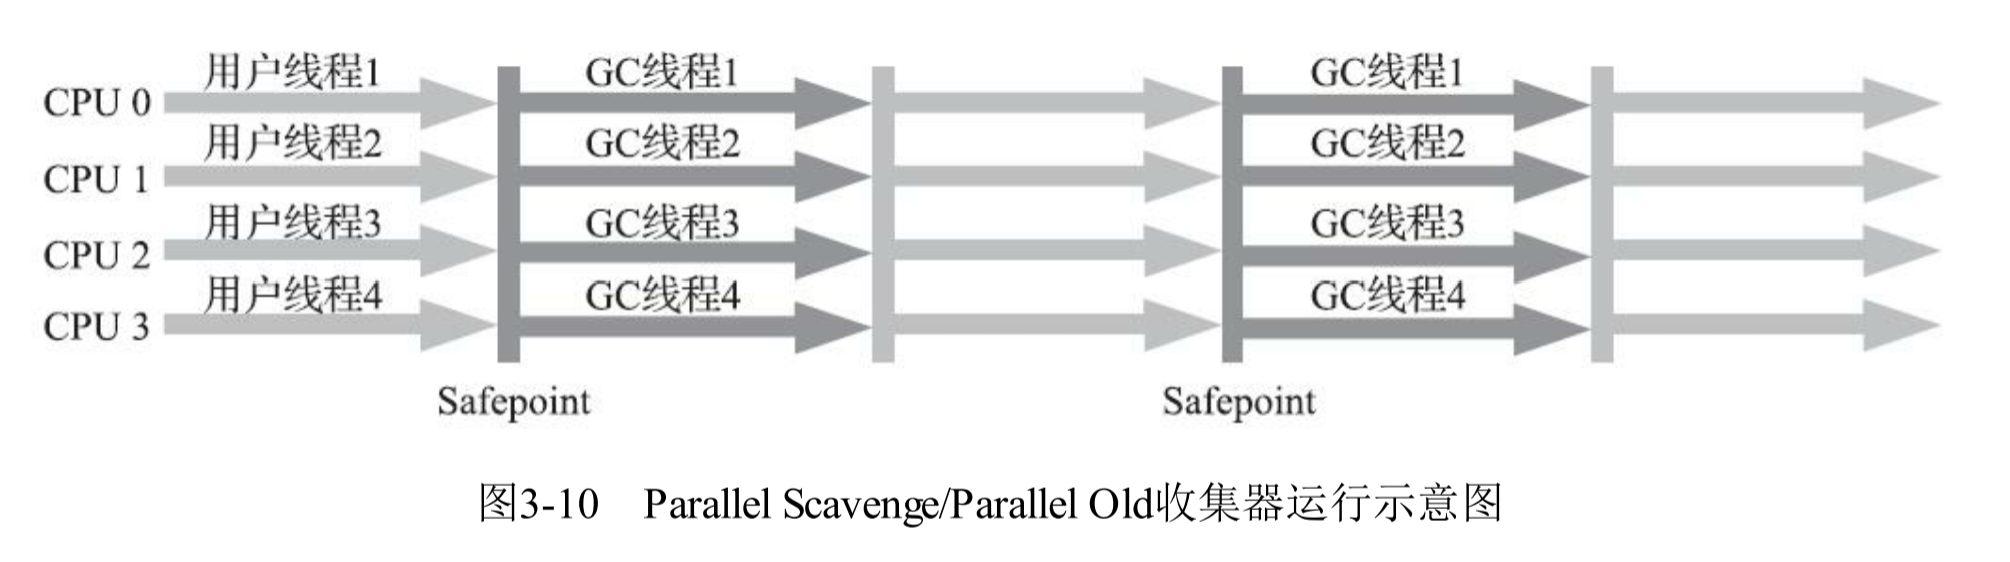 用户线程1 GC线程1 GC线程1
CPU 0
用户线程2 GC线程2 GC线程2
CPU 1
用户线程3 GC线程3 GC线程3
CPU 2
用户线程4 GC线程4 GC线程4
CPU 3
Safepoint Safepoint
图3-10 Parallel Scavenge/Parallel Old收集器运行示意图